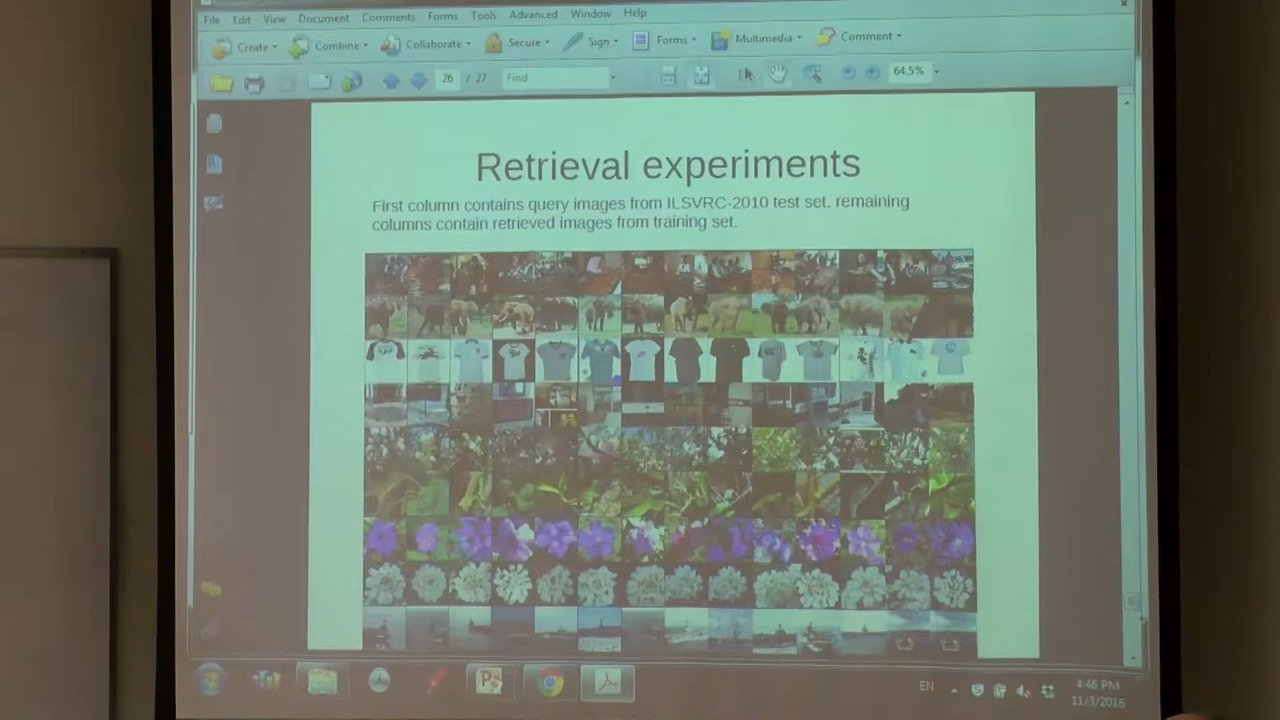 File Edit View Document Comments Forms Tools Advanced Window Help
Create Combine Collaborate Secure Sign Forms Multimedia Comment
26 / 27 Find 64.5%
Retrieval experiments
First column contains query images from ILSVRC-2010 test set, remaining
columns contain retrieved images from training set.
EN 4:46 PM
11/3/2016